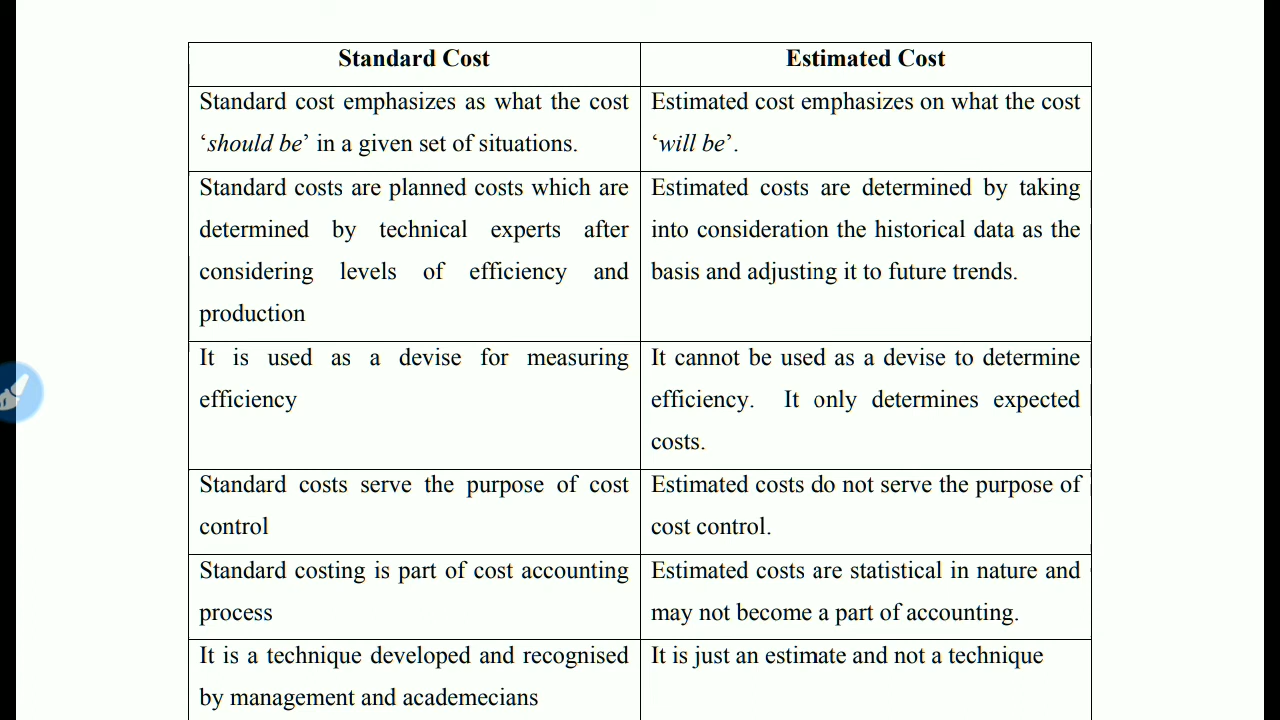 Standard Cost
Estimated Cost
Standard cost emphasizes as what the cost
‘should be’ in a given set of situations.
Estimated cost emphasizes on what the cost
‘will be’.
Standard costs are planned costs which are
determined by technical experts after
considering levels of efficiency and
production
Estimated costs are determined by taking
into consideration the historical data as the
basis and adjusting it to future trends.
It is used as a devise for measuring
efficiency
It cannot be used as a devise to determine
efficiency. It only determines expected
costs.
Standard costs serve the purpose of cost
control
Estimated costs do not serve the purpose of
cost control.
Standard costing is part of cost accounting
process
Estimated costs are statistical in nature and
may not become a part of accounting.
It is a technique developed and recognised
by management and academecians
It is just an estimate and not a technique